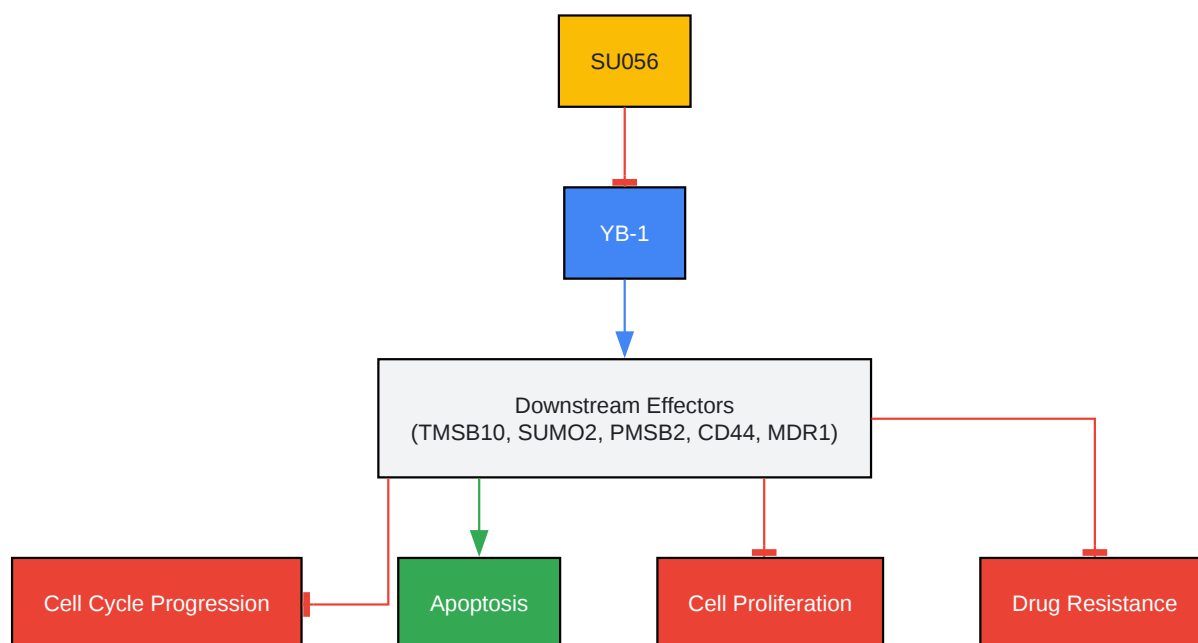 SU056
YB-1
Downstream Effectors
(TMSB10, SUMO2, PMSB2, CD44, MDR1)
Cell Cycle Progression
Apoptosis
Cell Proliferation
Drug Resistance